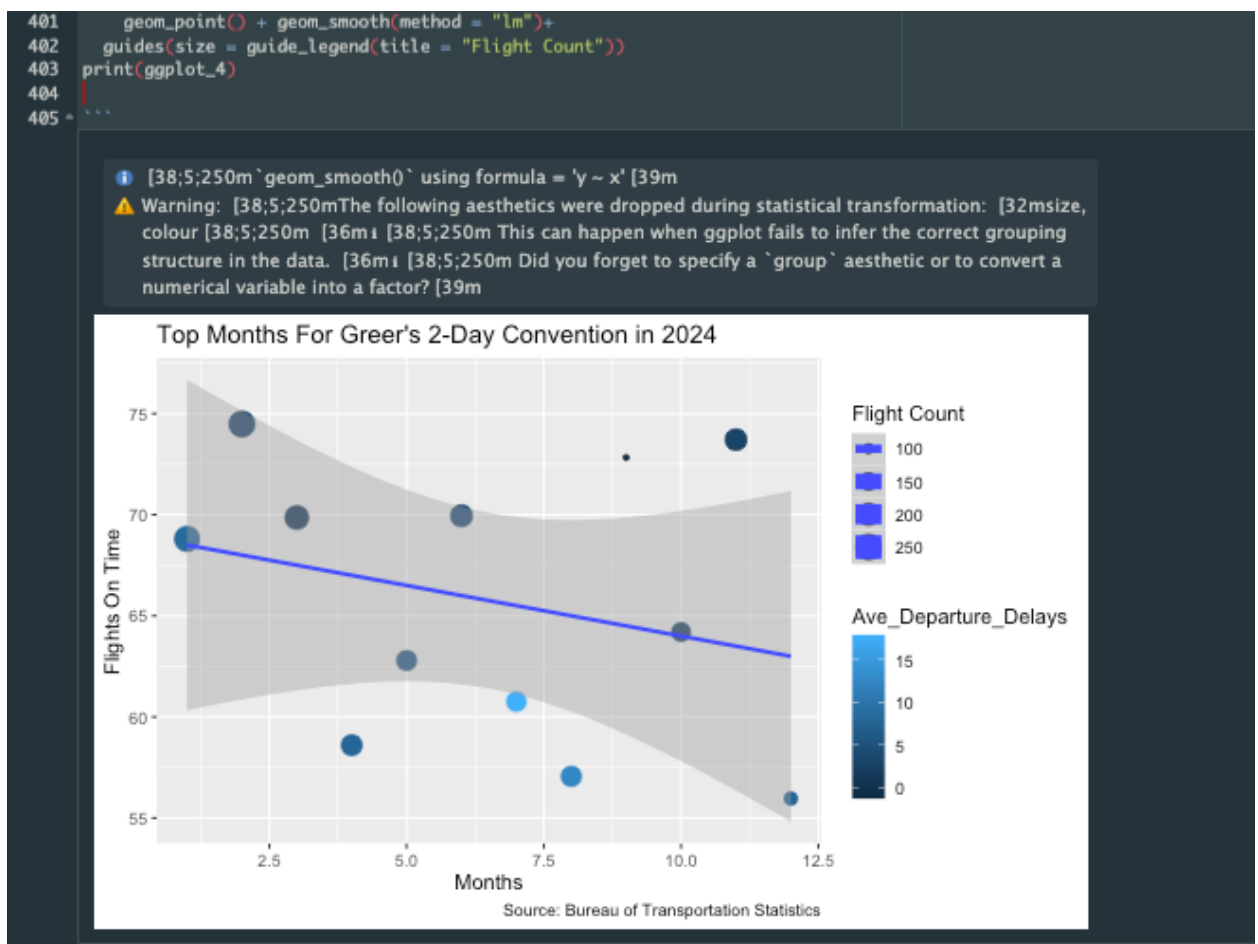 401 geom_point() + geom_smooth(method = "lm")+
402 guides(size = guide_legend(title = "Flight Count"))
403 print(ggplot_4)
404
405 ```
[38;5;250m`geom_smooth()` using formula = 'y ~ x' [39m
Warning: [38;5;250mThe following aesthetics were dropped during statistical transformation: [32msize,
colour [38;5;250m [36mℹ [38;5;250m This can happen when ggplot fails to infer the correct grouping
structure in the data. [36mℹ [38;5;250m Did you forget to specify a `group` aesthetic or to convert a
numerical variable into a factor? [39m
Top Months For Greer's 2-Day Convention in 2024
75
70
65
60
55
Flights On Time
2.5 5.0 7.5 10.0 12.5
Months
Source: Bureau of Transportation Statistics
Flight Count
100
150
200
250
Ave_Departure_Delays
15
10
5
0